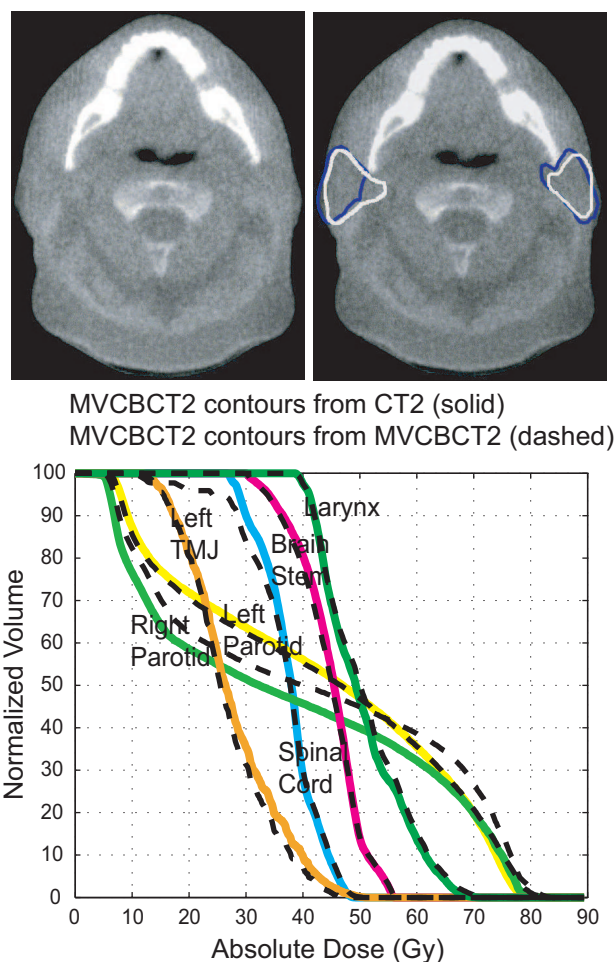 MVCBCT2 contours from CT2 (solid)
MVCBCT2 contours from MVCBCT2 (dashed)
Normalized Volume
100
90
80
70
60
50
40
30
20
10
0
Larynx
Left
TMJ
Brain
Stem
Left
Parotid
Right
Parotid
Spinal
Cord
0 10 20 30 40 50 60 70 80 90
Absolute Dose (Gy)